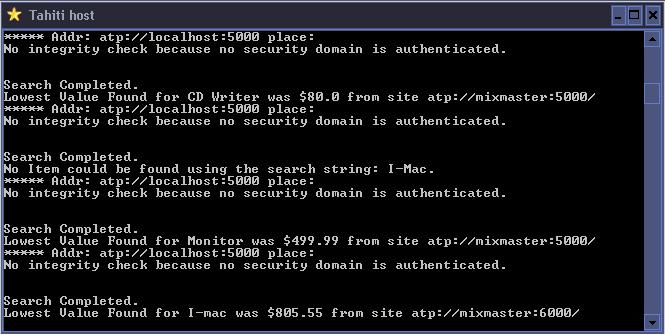 Tahiti host
***** Addr: atp://localhost:5000 place:
No integrity check because no security domain is authenticated.
Search Completed.
Lowest Value Found for CD Writer was $80.0 from site atp://mixmaster:5000/
***** Addr: atp://localhost:5000 place:
No integrity check because no security domain is authenticated.
Search Completed.
No Item could be found using the search string: I-Mac.
***** Addr: atp://localhost:5000 place:
No integrity check because no security domain is authenticated.
Search Completed.
Lowest Value Found for Monitor was $499.99 from site atp://mixmaster:5000/
***** Addr: atp://localhost:5000 place:
No integrity check because no security domain is authenticated.
Search Completed.
Lowest Value Found for I-mac was $805.55 from site atp://mixmaster:6000/